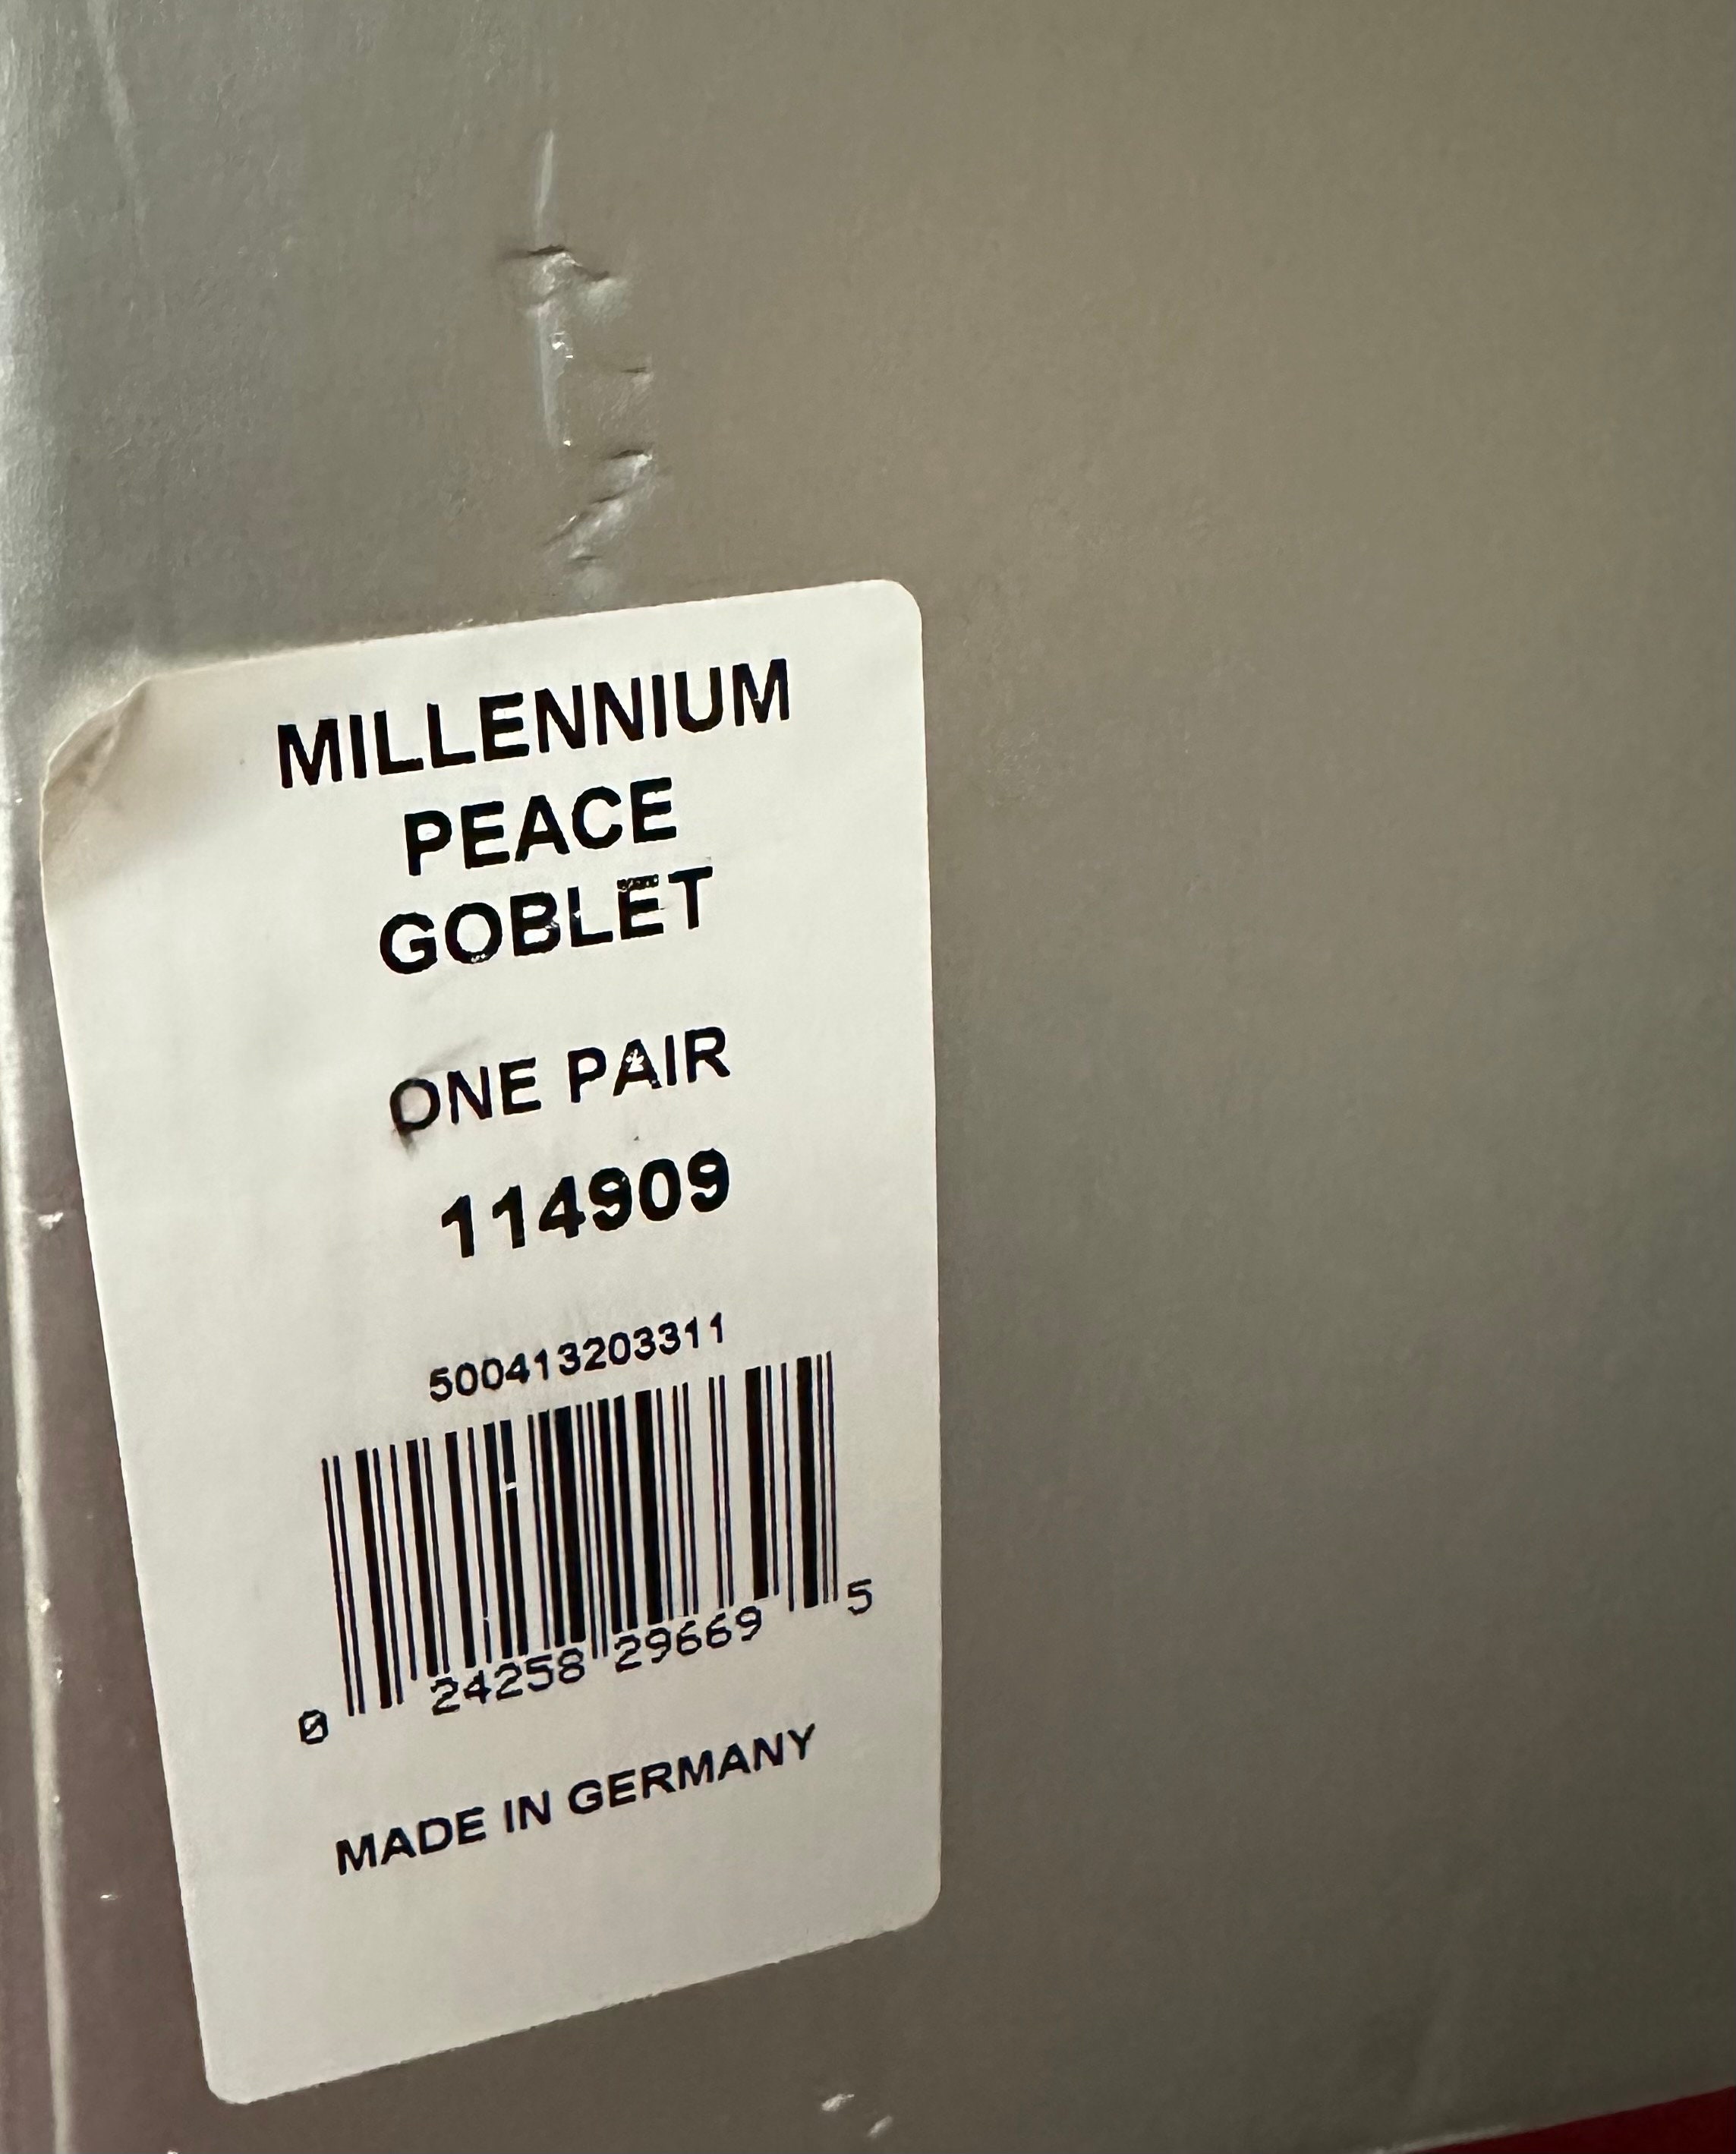 MILLENNIUM
PEACE
GOBLET
ONE PAIR
114909
500413203311
0 24258 29669 5
MADE IN GERMANY